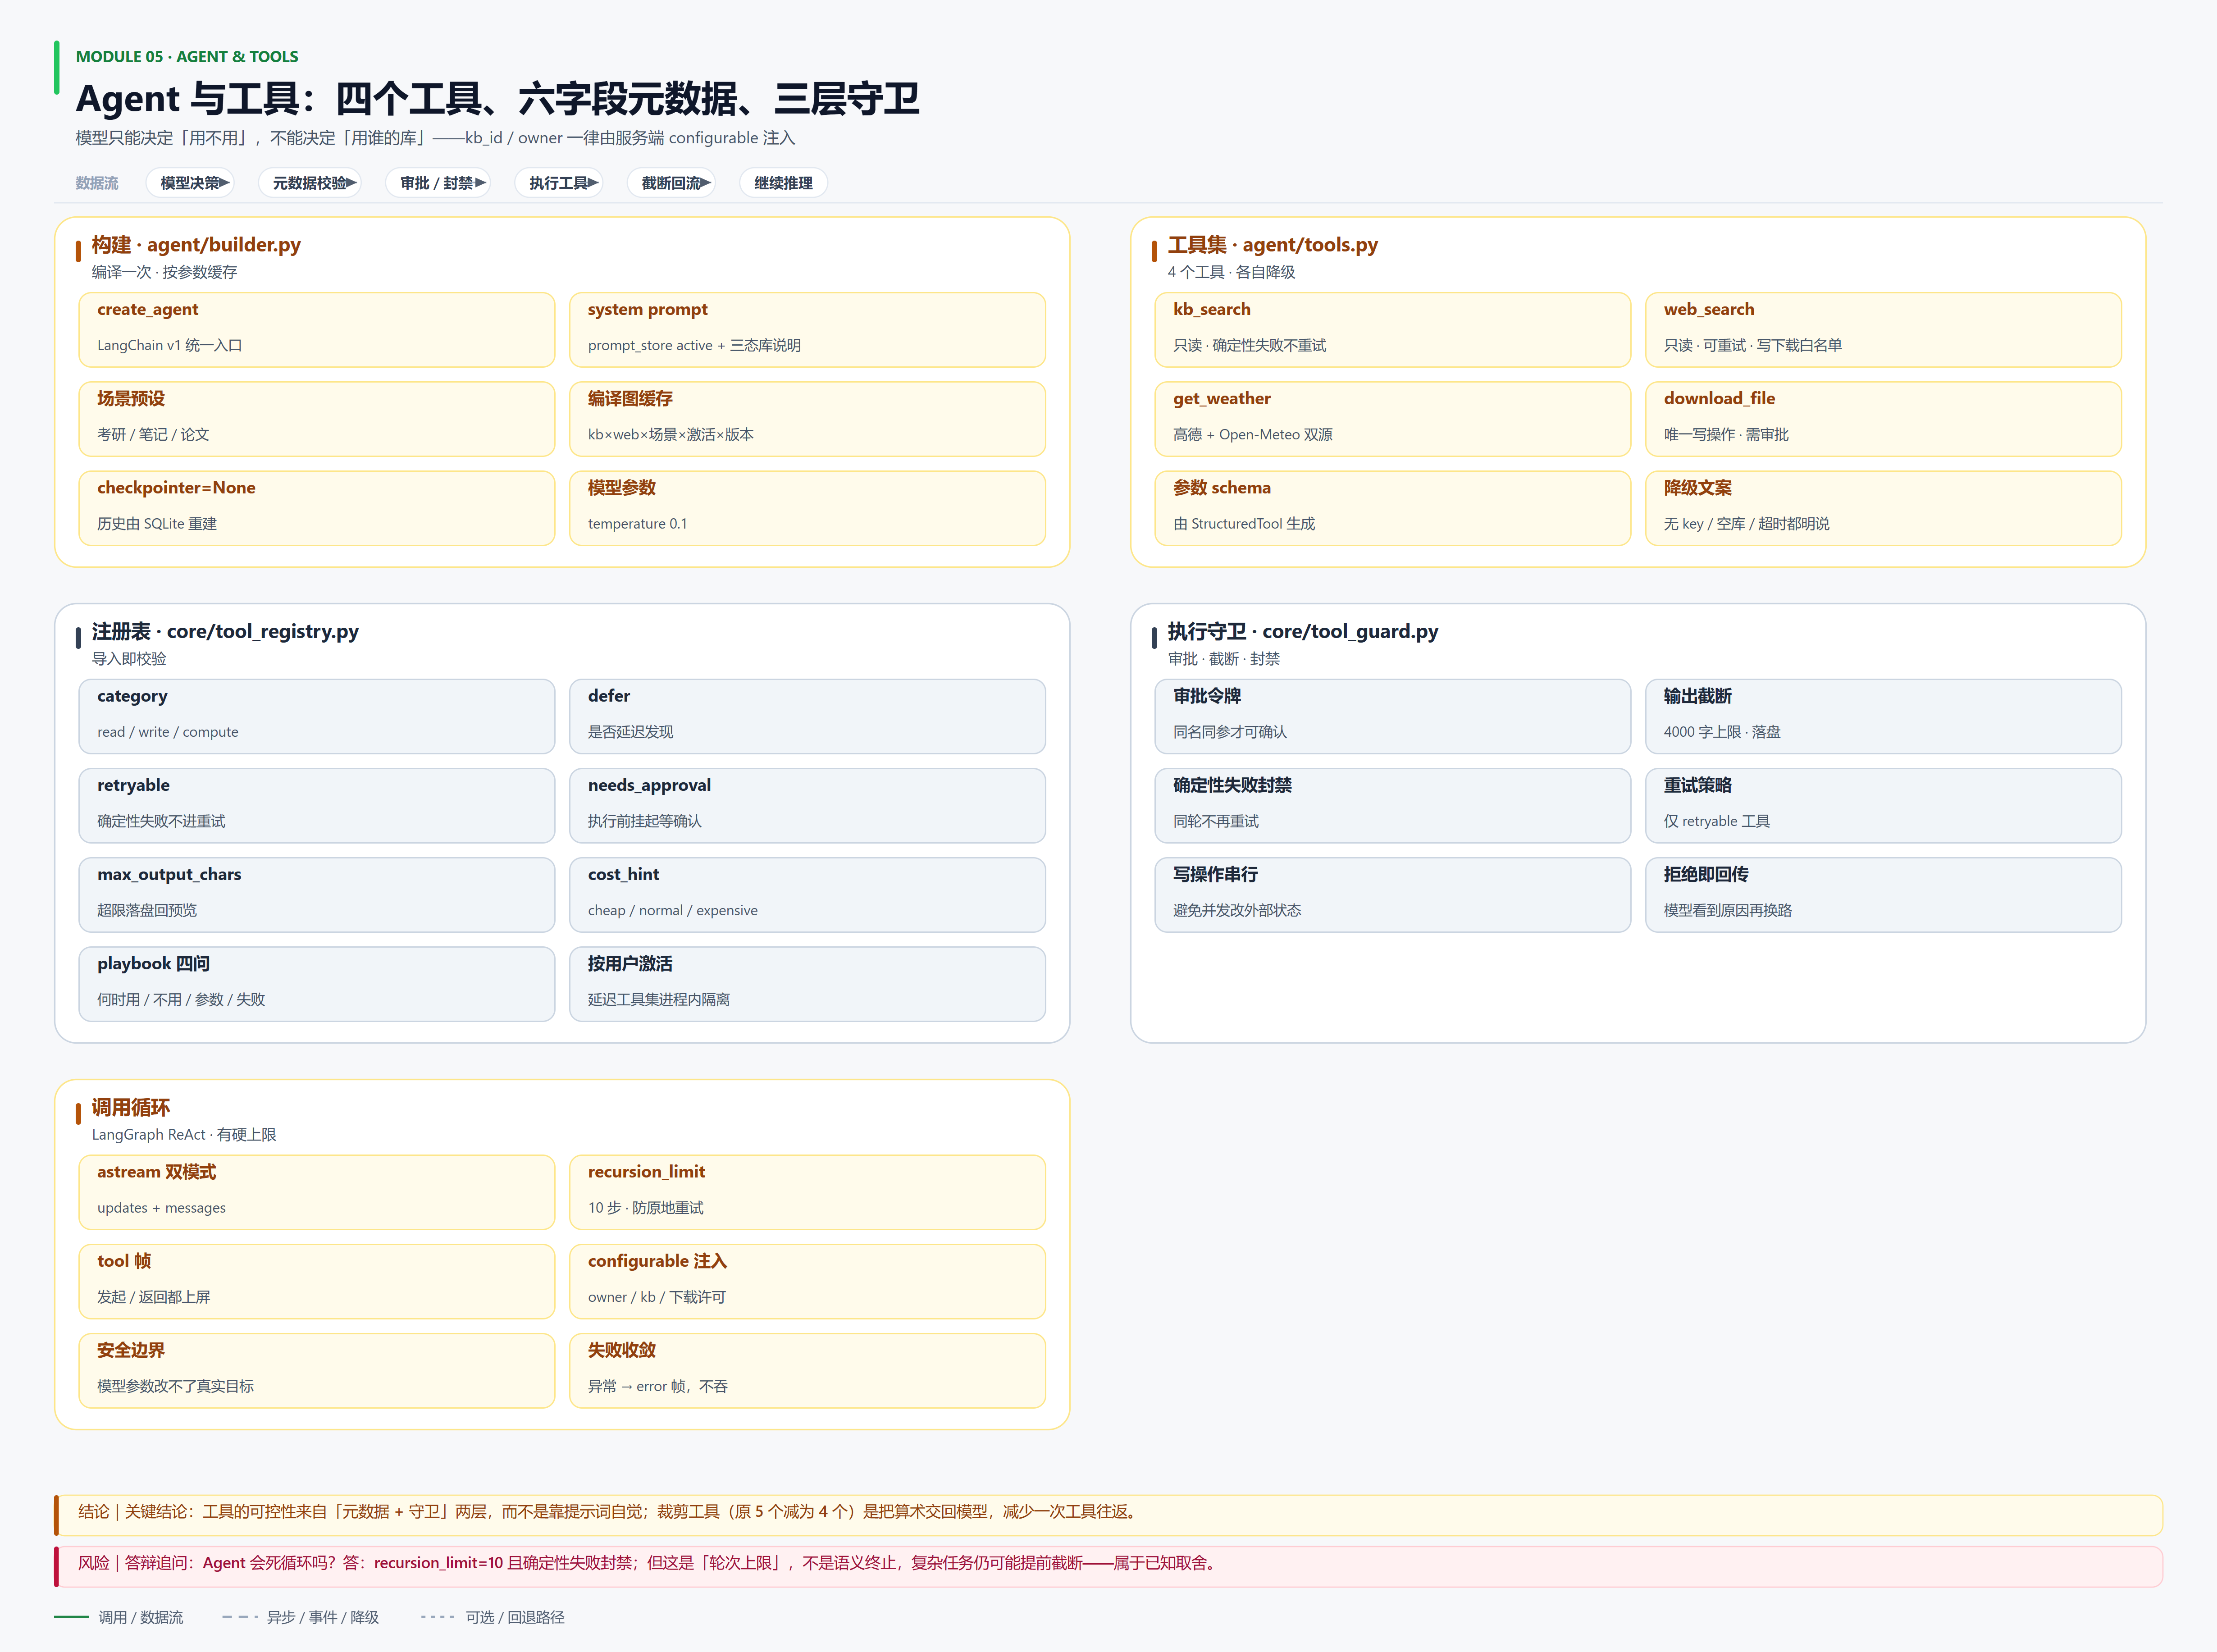 MODULE 05 · AGENT & TOOLS
Agent 与工具：四个工具、六字段元数据、三层守卫
模型只能决定「用不用」，不能决定「用谁的库」——kb_id / owner 一律由服务端 configurable 注入
数据流 模型决策 元数据校验 审批 / 封禁 执行工具 截断回流 继续推理
构建 · agent/builder.py
编译一次 · 按参数缓存
create_agent
LangChain v1 统一入口
system prompt
prompt_store active + 三态库说明
场景预设
考研 / 笔记 / 论文
编译图缓存
kb×web×场景×激活×版本
checkpointer=None
历史由 SQLite 重建
模型参数
temperature 0.1
工具集 · agent/tools.py
4 个工具 · 各自降级
kb_search
只读 · 确定性失败不重试
web_search
只读 · 可重试 · 写下载白名单
get_weather
高德 + Open-Meteo 双源
download_file
唯一写操作 · 需审批
参数 schema
由 StructuredTool 生成
降级文案
无 key / 空库 / 超时都明说
注册表 · core/tool_registry.py
导入即校验
category
read / write / compute
defer
是否延迟发现
retryable
确定性失败不进重试
needs_approval
执行前挂起等确认
max_output_chars
超限落盘回预览
cost_hint
cheap / normal / expensive
playbook 四问
何时用 / 不用 / 参数 / 失败
按用户激活
延迟工具集进程内隔离
执行守卫 · core/tool_guard.py
审批 · 截断 · 封禁
审批令牌
同名同参才可确认
输出截断
4000 字上限 · 落盘
确定性失败封禁
同轮不再重试
重试策略
仅 retryable 工具
写操作串行
避免并发改外部状态
拒绝即回传
模型看到原因再换路
调用循环
LangGraph ReAct · 有硬上限
astream 双模式
updates + messages
recursion_limit
10 步 · 防原地重试
tool 帧
发起 / 返回都上屏
configurable 注入
owner / kb / 下载许可
安全边界
模型参数改不了真实目标
失败收敛
异常 → error 帧，不吞
结论｜关键结论：工具的可控性来自「元数据 + 守卫」两层，而不是靠提示词自觉；裁剪工具（原 5 个减为 4 个）是把算术交回模型，减少一次工具往返。
风险｜答辩追问：Agent 会死循环吗？答：recursion_limit=10 且确定性失败封禁；但这是「轮次上限」，不是语义终止，复杂任务仍可能提前截断——属于已知取舍。
调用 / 数据流 异步 / 事件 / 降级 可选 / 回退路径